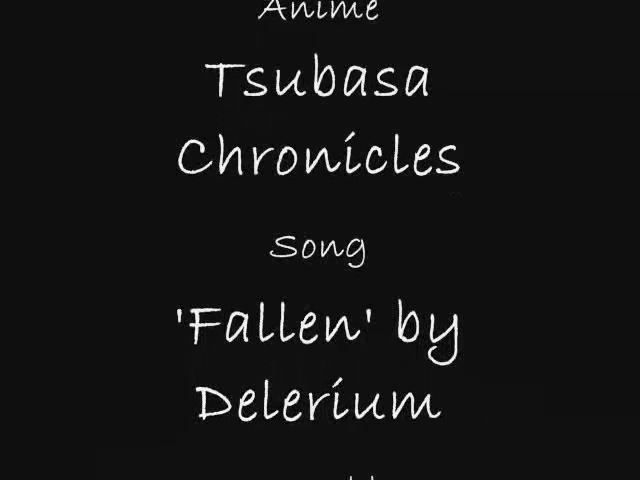 Anime
Tsubasa
Chronicles
Song
'Fallen' by
Delerium